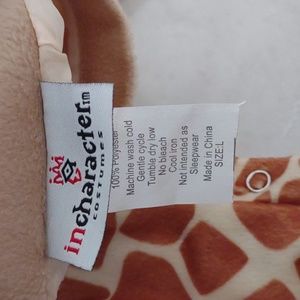 incharacter™
COSTUMES
100% Polyester
Machine wash cold
Gentle cycle
Tumble dry low
No bleach
Cool iron
Not intended as
Sleepwear
Made in China
SIZE:L